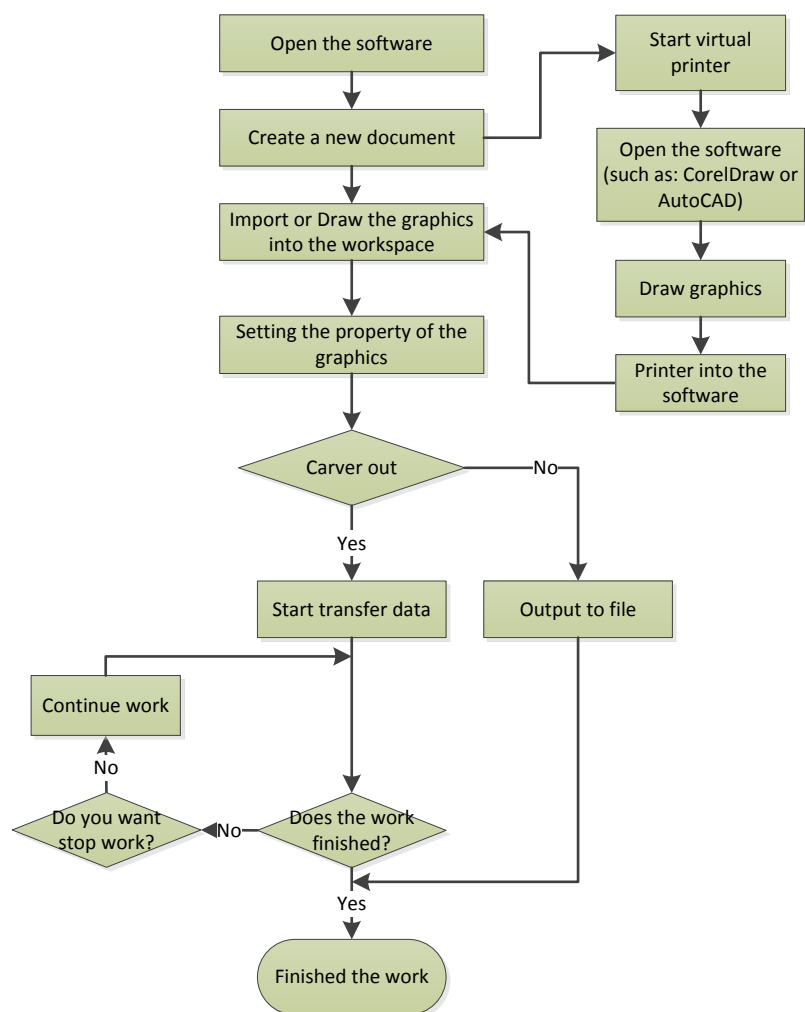 Open the software
Start virtual
printer
Create a new document
Open the software
(such as: CorelDraw or
AutoCAD)
Import or Draw the graphics
into the workspace
Draw graphics
Setting the property of the
graphics
Printer into the
software
Carver out
No
Yes
Start transfer data
Output to file
Continue work
No
Do you want
stop work?
No
Does the work
finished?
Yes
Finished the work